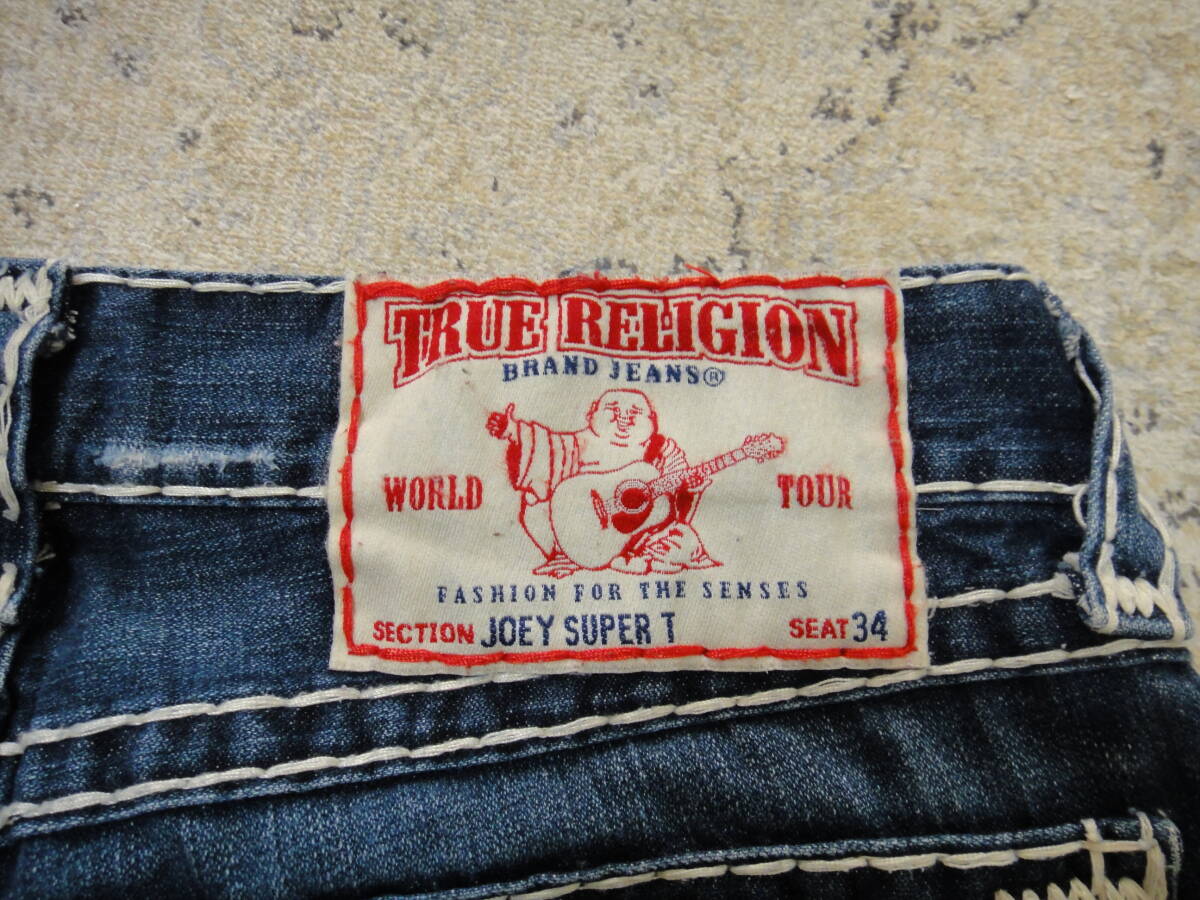 TRUE RELIGION
BRAND JEANS®
WORLD TOUR
FASHION FOR THE SENSES
SECTION JOEY SUPER T SEAT 34